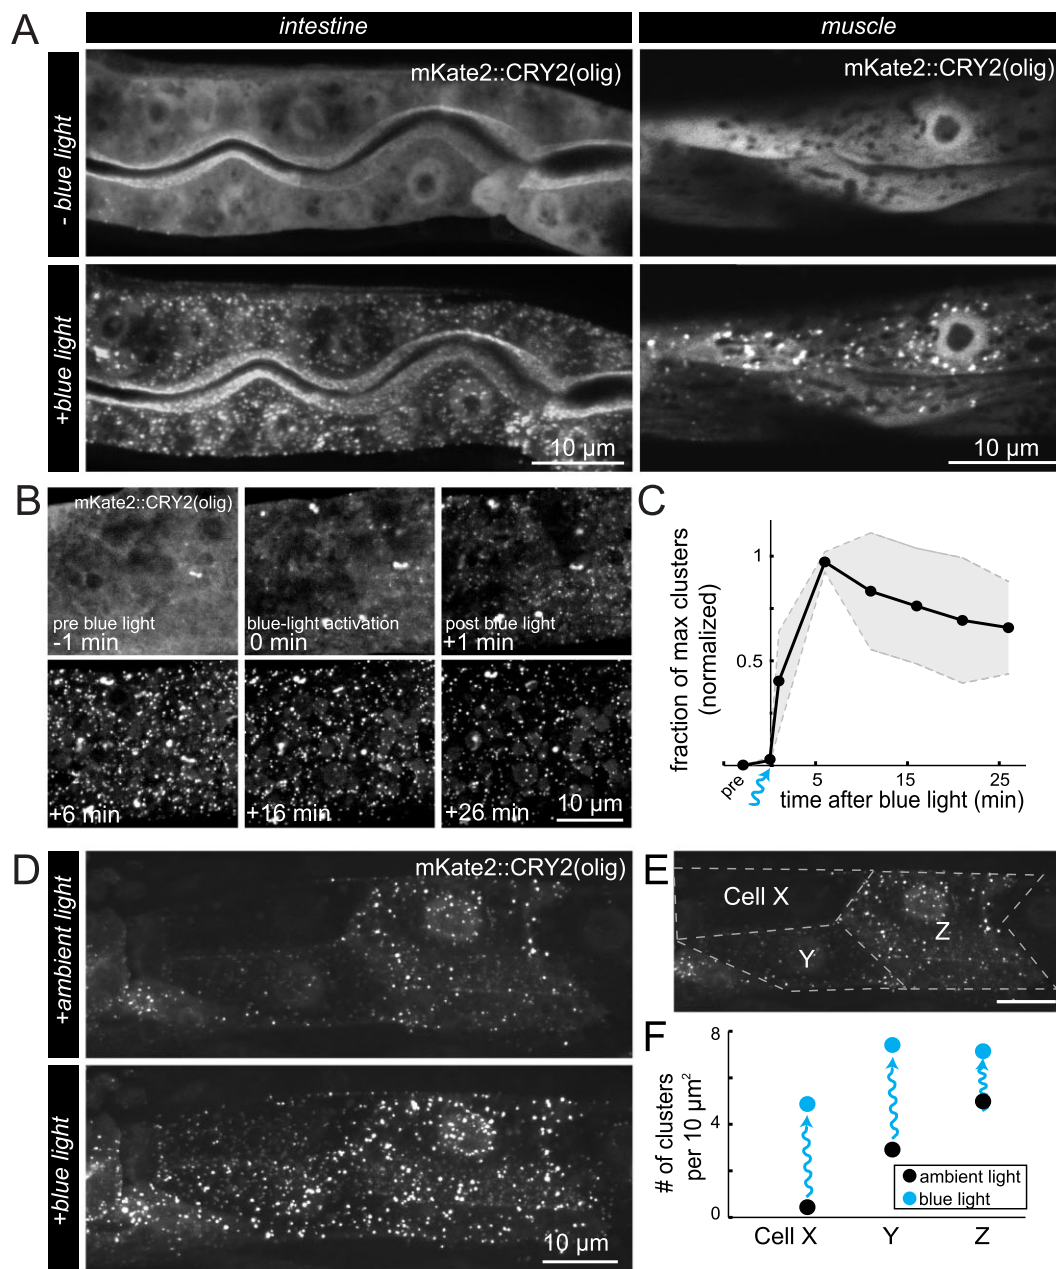 A
intestine
muscle
- blue light
mKate2::CRY2(olig)
mKate2::CRY2(olig)
+blue light
10 µm
10 µm
B
mKate2::CRY2(olig)
pre blue light
-1 min
blue-light activation
0 min
post blue light
+1 min
+6 min
+16 min
+26 min
10 µm
C
fraction of max clusters
(normalized)
1
0.5
pre
5
15
25
time after blue light (min)
D
+ambient light
mKate2::CRY2(olig)
+blue light
10 µm
E
Cell X
Y
Z
F
# of clusters
per 10 µm²
8
4
0
ambient light
blue light
Cell X
Y
Z